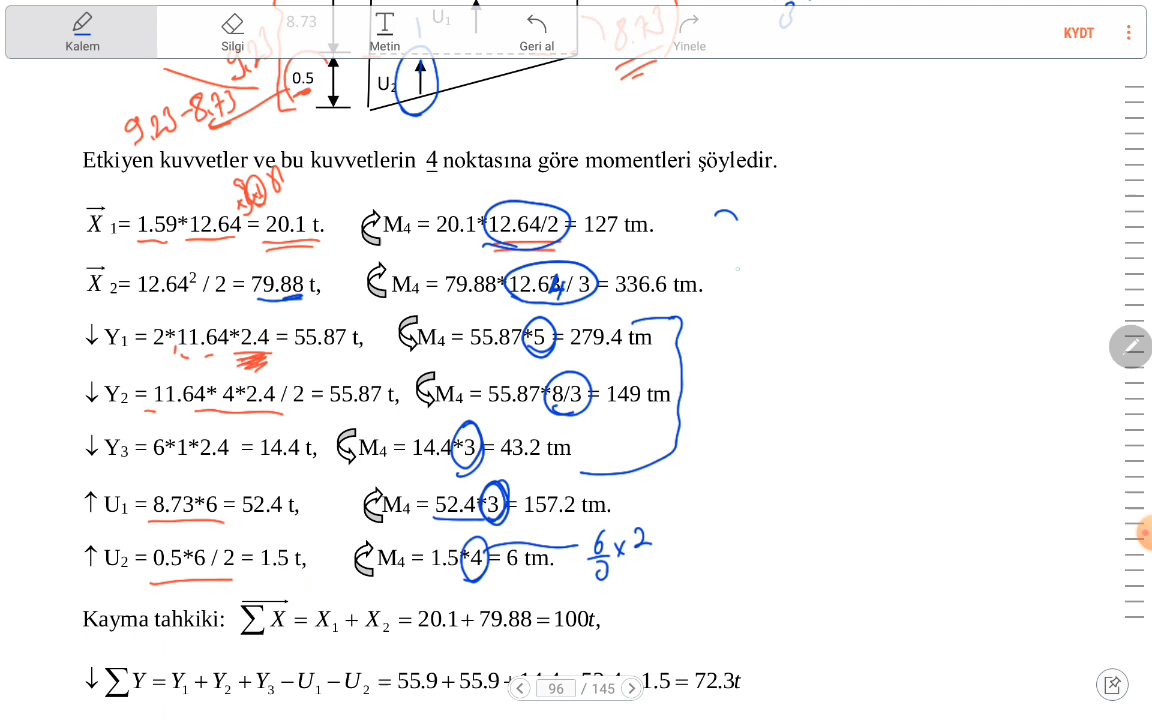 Kalem Silgi 8.73 Metin U₁ Geri al 8.73 Yinele KYDT
9.23
0.5 U₂
9.23-8.73
Etkiyen kuvvetler ve bu kuvvetlerin 4 noktasına göre momentleri şöyledir.
X 1= 1.59*12.64 = 20.1 t. M4 = 20.1*12.64/2 = 127 tm.
X 2= 12.64² / 2 = 79.88 t, M4 = 79.88*12.64 / 3 = 336.6 tm.
↓ Y1 = 2*11.64*2.4 = 55.87 t, M4 = 55.87*5 = 279.4 tm
↓ Y2 = 11.64* 4*2.4 / 2 = 55.87 t, M4 = 55.87*8/3 = 149 tm
↓ Y3 = 6*1*2.4 = 14.4 t, M4 = 14.4*3 = 43.2 tm
↑ U1 = 8.73*6 = 52.4 t, M4 = 52.4*3 = 157.2 tm.
↑ U2 = 0.5*6 / 2 = 1.5 t, M4 = 1.5*4 = 6 tm. 6/3 x 2
Kayma tahkiki: ∑ X = X₁ + X₂ = 20.1 + 79.88 = 100t,
↓ ∑ Y = Y₁ + Y₂ + Y₃ − U₁ − U₂ = 55.9 + 55.9 + 1.5 = 72.3t
96 / 145